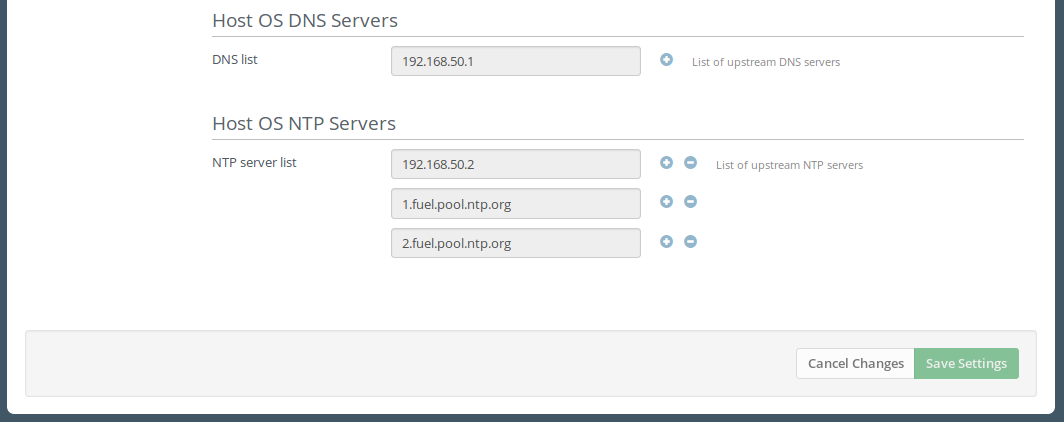 Host OS DNS Servers
DNS list 192.168.50.1 List of upstream DNS servers
Host OS NTP Servers
NTP server list 192.168.50.2 List of upstream NTP servers
1.fuel.pool.ntp.org
2.fuel.pool.ntp.org
Cancel Changes Save Settings